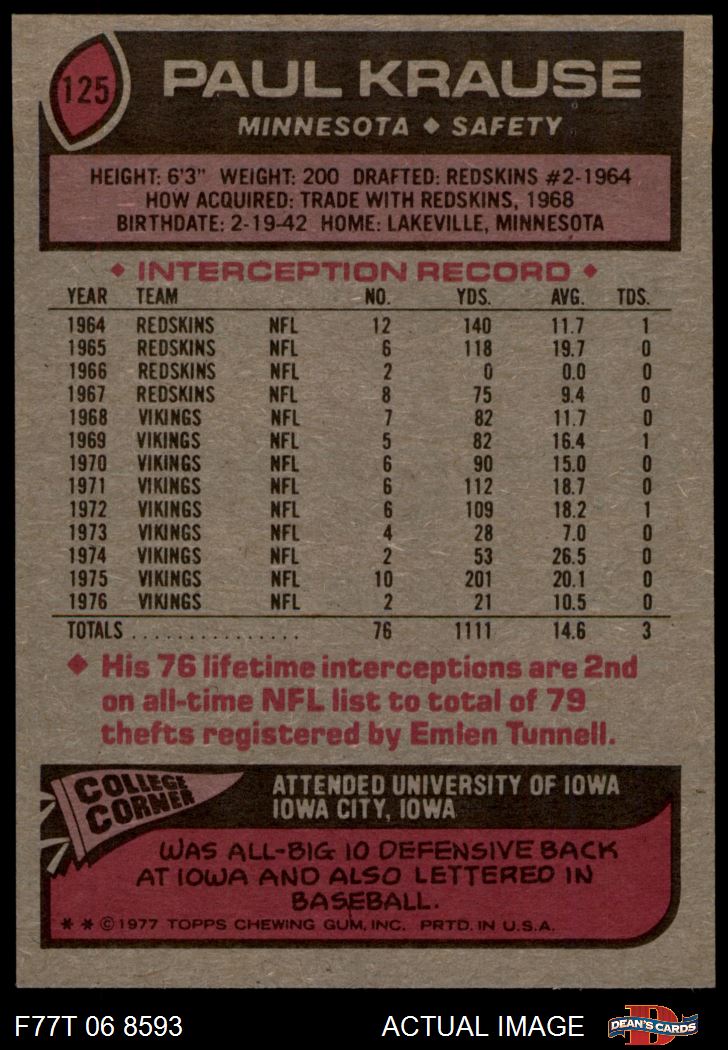 125
PAUL KRAUSE
MINNESOTA ♦ SAFETY
HEIGHT: 6'3" WEIGHT: 200 DRAFTED: REDSKINS #2-1964
HOW ACQUIRED: TRADE WITH REDSKINS, 1968
BIRTHDATE: 2-19-42 HOME: LAKEVILLE, MINNESOTA
♦ INTERCEPTION RECORD ♦
YEAR TEAM NO. YDS. AVG. TDS.
1964 REDSKINS NFL 12 140 11.7 1
1965 REDSKINS NFL 6 118 19.7 0
1966 REDSKINS NFL 2 0 0.0 0
1967 REDSKINS NFL 8 75 9.4 0
1968 VIKINGS NFL 7 82 11.7 0
1969 VIKINGS NFL 5 82 16.4 1
1970 VIKINGS NFL 6 90 15.0 0
1971 VIKINGS NFL 6 112 18.7 0
1972 VIKINGS NFL 6 109 18.2 1
1973 VIKINGS NFL 4 28 7.0 0
1974 VIKINGS NFL 2 53 26.5 0
1975 VIKINGS NFL 10 201 20.1 0
1976 VIKINGS NFL 2 21 10.5 0
TOTALS ............... 76 1111 14.6 3
♦ His 76 lifetime interceptions are 2nd
on all-time NFL list to total of 79
thefts registered by Emlen Tunnell.
COLLEGE
CORNER
ATTENDED UNIVERSITY OF IOWA
IOWA CITY, IOWA
WAS ALL-BIG 10 DEFENSIVE BACK
AT IOWA AND ALSO LETTERED IN
BASEBALL.
** ©1977 TOPPS CHEWING GUM, INC. PRTD. IN U.S.A.
F77T 06 8593 ACTUAL IMAGE
D
DEAN'S CARDS